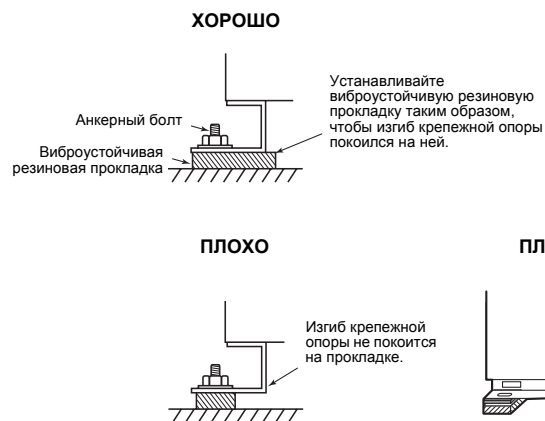 ХОРОШО
Анкерный болт
Виброустойчивая
резиновая прокладка
Устанавливайте
виброустойчивую резиновую
прокладку таким образом,
чтобы изгиб крепежной опоры
покоился на ней.
ПЛОХО
ПЛ
Изгиб крепежной
опоры не покоится
на прокладке.